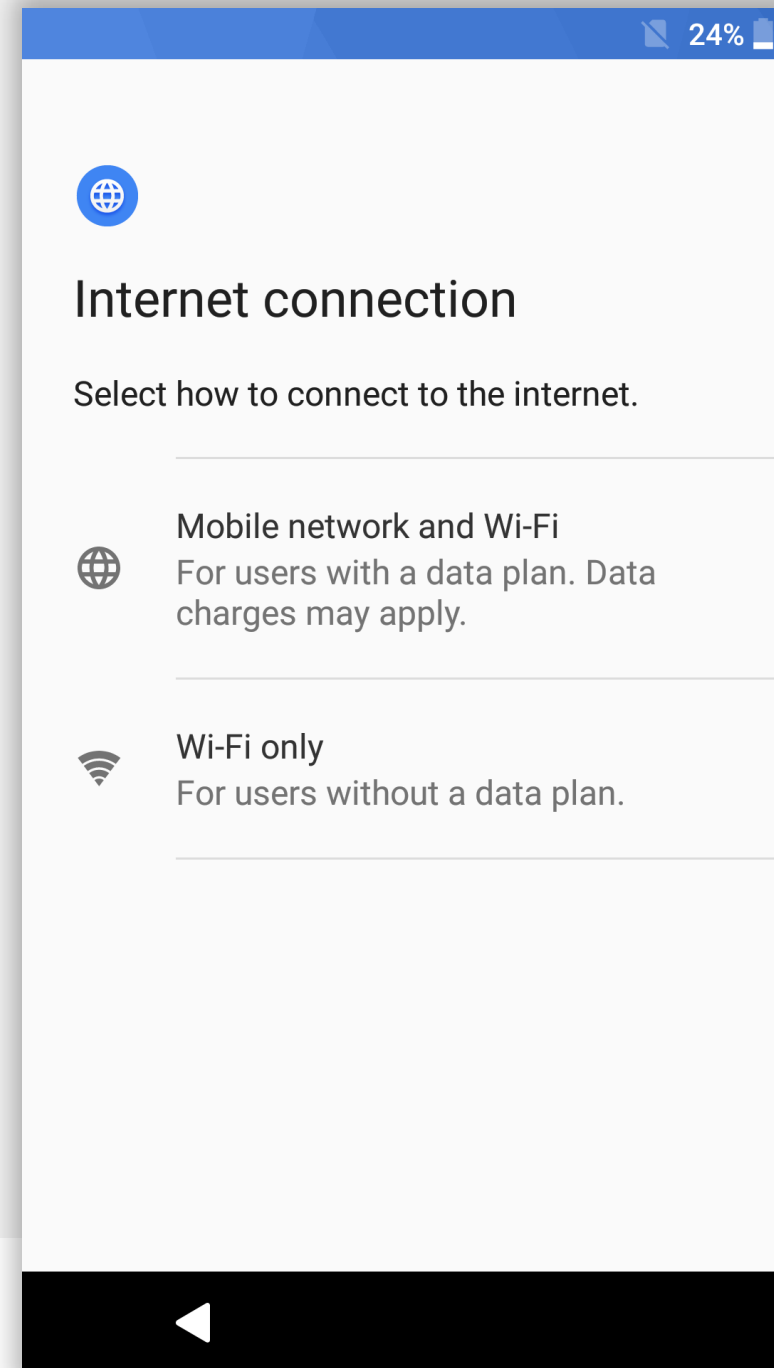 24%
Internet connection
Select how to connect to the internet.
Mobile network and Wi-Fi
For users with a data plan. Data
charges may apply.
Wi-Fi only
For users without a data plan.